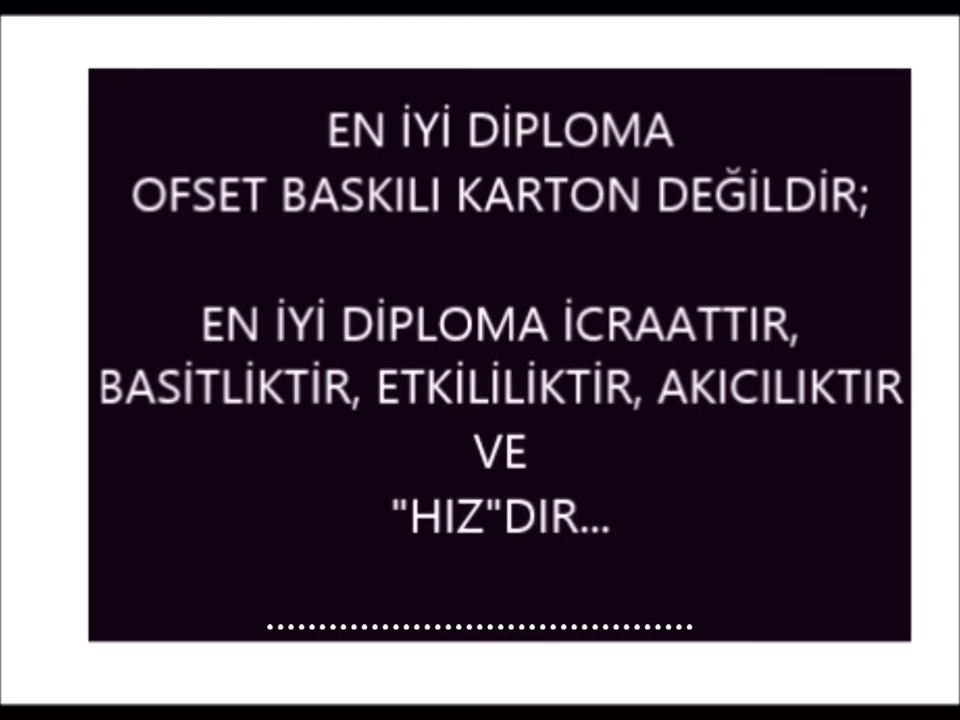 EN İYİ DİPLOMA
OFSET BASKILI KARTON DEĞİLDİR;
EN İYİ DİPLOMA İCRAATTIR,
BASİTLİKTİR, ETKİLİLİKTİR, AKICILIKTIR
VE
"HIZ"DIR...
.........................................